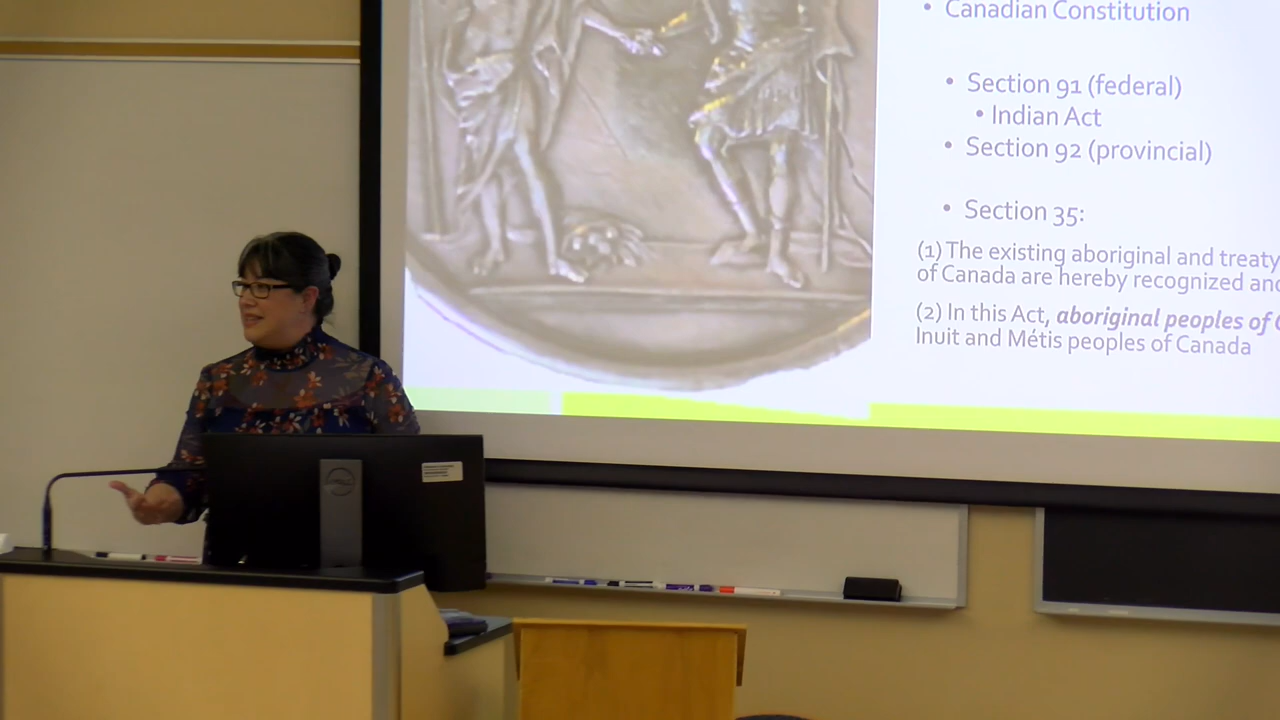 Canadian Constitution
Section 91 (federal)
Indian Act
Section 92 (provincial)
Section 35:
(1) The existing aboriginal and treaty
of Canada are hereby recognized and
(2) In this Act, aboriginal peoples of
Inuit and Métis peoples of Canada
DELL